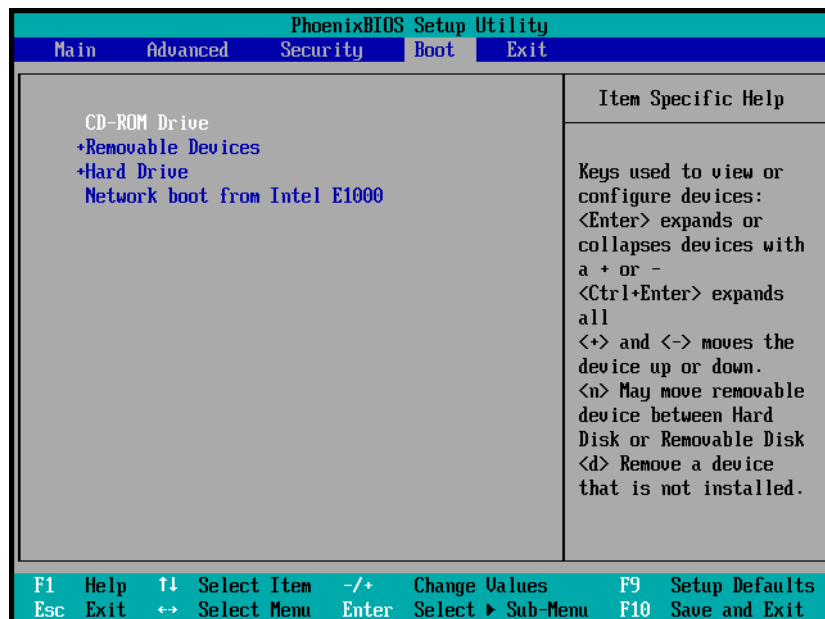 PhoenixBIOS Setup Utility
Main Advanced Security Boot Exit
CD-ROM Drive
+Removable Devices
+Hard Drive
Network boot from Intel E1000
Item Specific Help
Keys used to view or
configure devices:
<Enter> expands or
collapses devices with
a + or -
<Ctrl+Enter> expands
all
<+> and <-> moves the
device up or down.
<n> May move removable
device between Hard
Disk or Removable Disk
<d> Remove a device
that is not installed.
F1 Help ↑↓ Select Item -/+ Change Values F9 Setup Defaults
Esc Exit ↔ Select Menu Enter Select ▶ Sub-Menu F10 Save and Exit